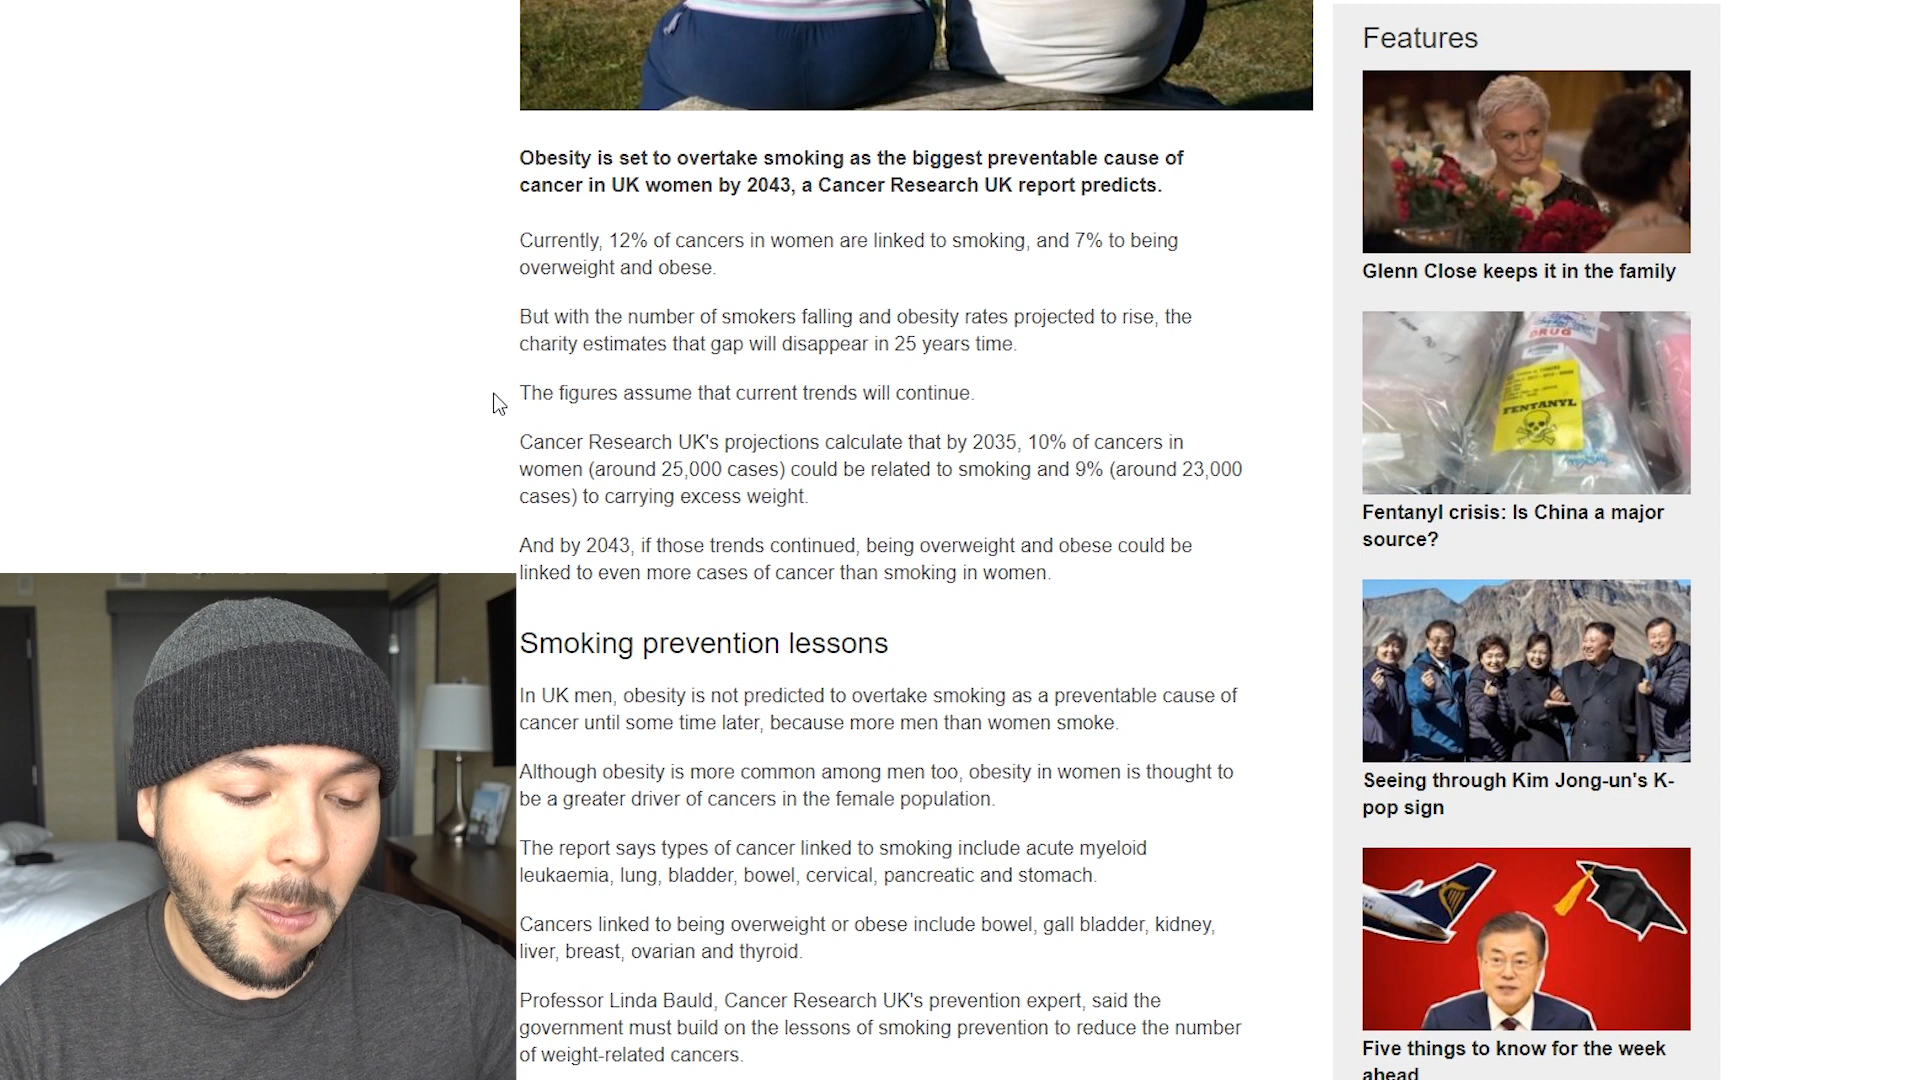 Obesity is set to overtake smoking as the biggest preventable cause of
cancer in UK women by 2043, a Cancer Research UK report predicts.
Currently, 12% of cancers in women are linked to smoking, and 7% to being
overweight and obese.
But with the number of smokers falling and obesity rates projected to rise, the
charity estimates that gap will disappear in 25 years time.
The figures assume that current trends will continue.
Cancer Research UK's projections calculate that by 2035, 10% of cancers in
women (around 25,000 cases) could be related to smoking and 9% (around 23,000
cases) to carrying excess weight.
And by 2043, if those trends continued, being overweight and obese could be
linked to even more cases of cancer than smoking in women.
Smoking prevention lessons
In UK men, obesity is not predicted to overtake smoking as a preventable cause of
cancer until some time later, because more men than women smoke.
Although obesity is more common among men too, obesity in women is thought to
be a greater driver of cancers in the female population.
The report says types of cancer linked to smoking include acute myeloid
leukaemia, lung, bladder, bowel, cervical, pancreatic and stomach.
Cancers linked to being overweight or obese include bowel, gall bladder, kidney,
liver, breast, ovarian and thyroid.
Professor Linda Bauld, Cancer Research UK's prevention expert, said the
government must build on the lessons of smoking prevention to reduce the number
of weight-related cancers.
Features
Glenn Close keeps it in the family
DRUG
FENTANYL
Fentanyl crisis: Is China a major
source?
Seeing through Kim Jong-un's K-
pop sign
Five things to know for the week
ahead